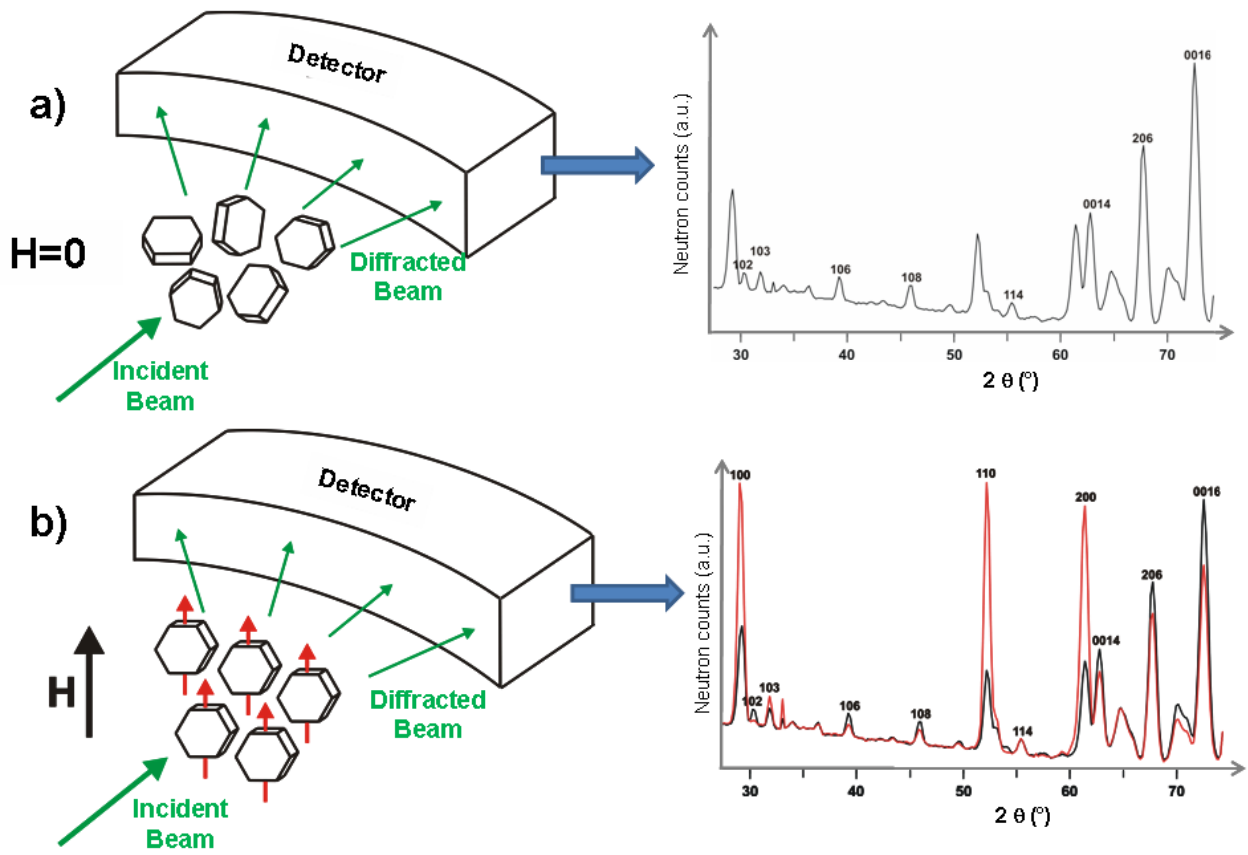 a)
Detector
H=0
Diffracted
Beam
Incident
Beam
Neutron counts (a.u.)
102
103
106
108
114
0014
206
0016
30
40
50
60
70
2 θ (°)
b)
Detector
H
Diffracted
Beam
Incident
Beam
Neutron counts (a.u.)
100
102
103
106
108
110
114
200
0014
206
0016
30
40
50
60
70
2 θ (°)